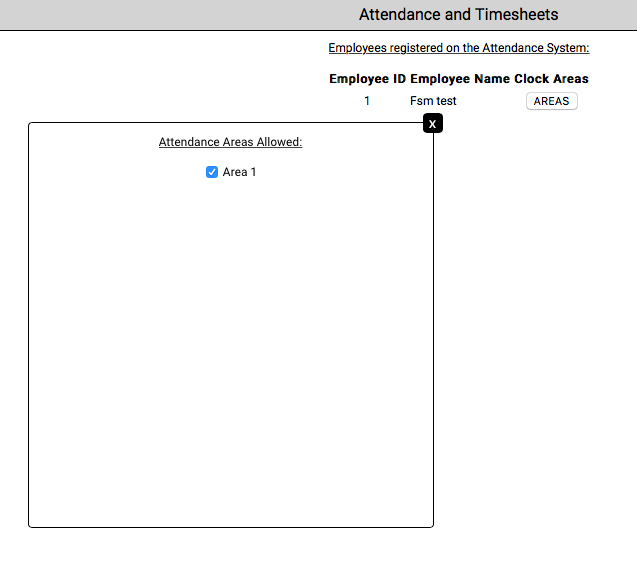 Attendance and Timesheets
Employees registered on the Attendance System:
Employee ID Employee Name Clock Areas
1 Fsm test AREAS
X
Attendance Areas Allowed:
Area 1